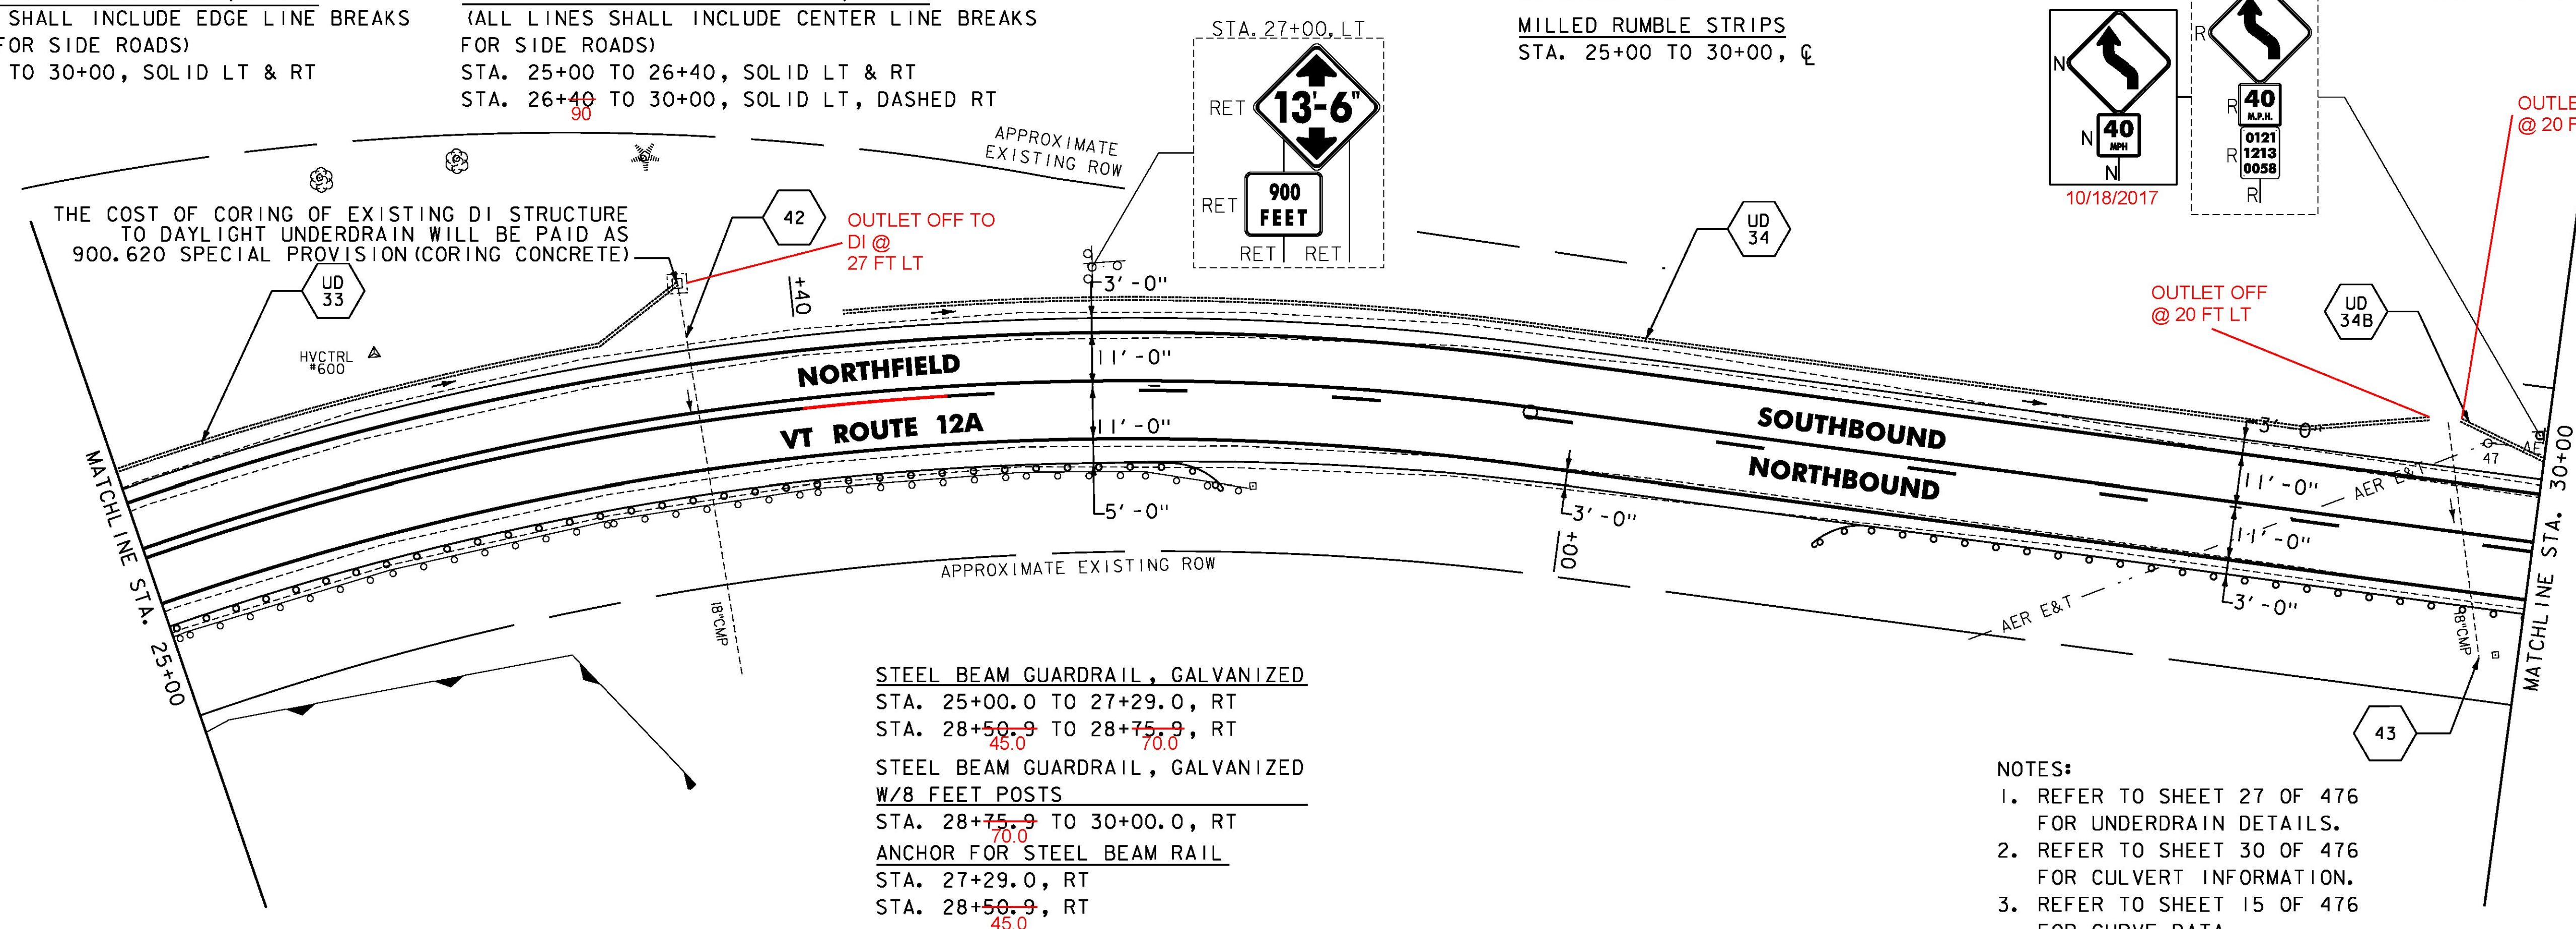 SHALL INCLUDE EDGE LINE BREAKS
FOR SIDE ROADS)
TO 30+00, SOLID LT & RT
(ALL LINES SHALL INCLUDE CENTER LINE BREAKS
FOR SIDE ROADS)
STA. 25+00 TO 26+40, SOLID LT & RT
STA. 26+40 TO 30+00, SOLID LT, DASHED RT
90
STA. 27+00, LT
RET
13'-6"
RET
900
FEET
RET RET
MILLED RUMBLE STRIPS
STA. 25+00 TO 30+00, ℄
N
N
40
MPH
N
10/18/2017
R
R
40
M.P.H.
R
0121
1213
0058
R
@ 20 F
APPROXIMATE
EXISTING ROW
THE COST OF CORING OF EXISTING DI STRUCTURE
TO DAYLIGHT UNDERDRAIN WILL BE PAID AS
900.620 SPECIAL PROVISION (CORING CONCRETE)
42
OUTLET OFF TO
DI @
27 FT LT
UD
33
HVCTRL
#600
+40
3'-0"
UD
34
OUTLET OFF
@ 20 FT LT
UD
34B
NORTHFIELD
VT ROUTE 12A
11'-0"
11'-0"
5'-0"
SOUTHBOUND
NORTHBOUND
3'-0"
+00
3'-0"
11'-0"
11'-0"
3'-0"
47
AER E&T
AER E&T
MATCHLINE STA. 25+00
MATCHLINE STA. 30+00
18"CMP
18"CMP
APPROXIMATE EXISTING ROW
43
STEEL BEAM GUARDRAIL, GALVANIZED
STA. 25+00.0 TO 27+29.0, RT
STA. 28+50.9 TO 28+75.9, RT
45.0 70.0
STEEL BEAM GUARDRAIL, GALVANIZED
W/8 FEET POSTS
STA. 28+75.9 TO 30+00.0, RT
70.0
ANCHOR FOR STEEL BEAM RAIL
STA. 27+29.0, RT
STA. 28+50.9, RT
45.0
NOTES:
1. REFER TO SHEET 27 OF 476
FOR UNDERDRAIN DETAILS.
2. REFER TO SHEET 30 OF 476
FOR CULVERT INFORMATION.
3. REFER TO SHEET 15 OF 476
FOR CURVE DATA